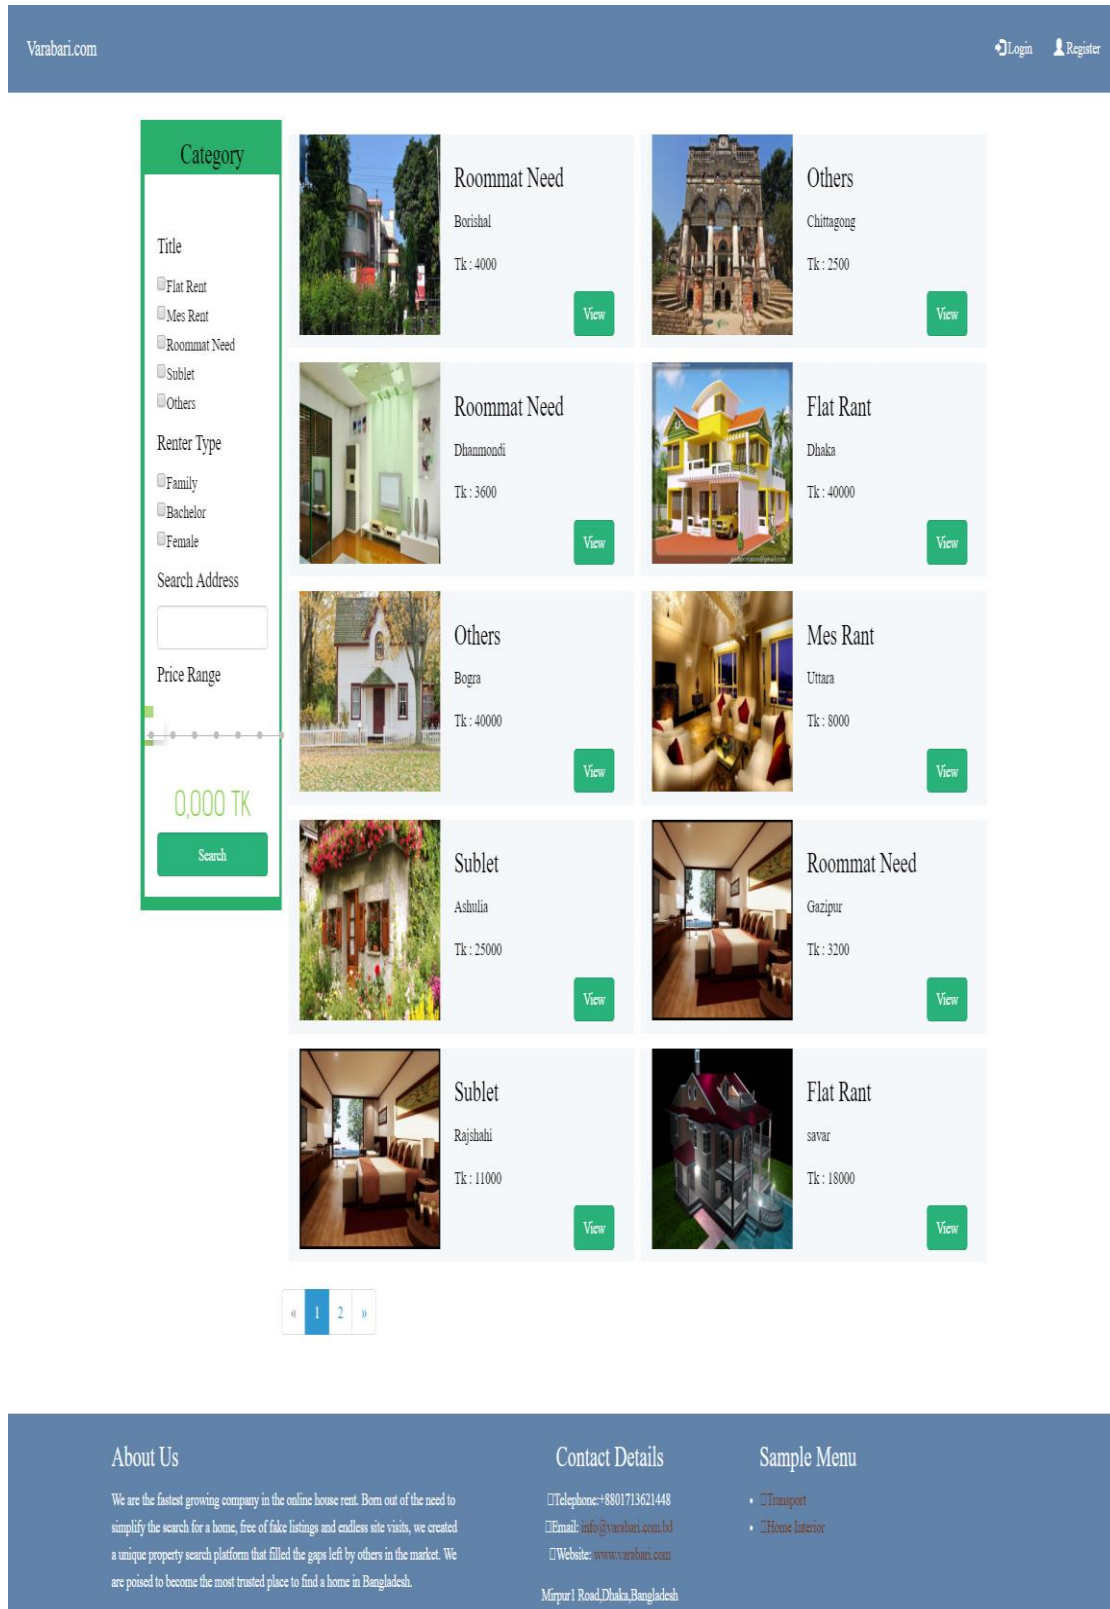 Varabari.com
Login
Register
Category
Title
Flat Rent
Mes Rent
Roommat Need
Sublet
Others
Renter Type
Family
Bachelor
Female
Search Address
Price Range
0,000 TK
Search
Roommat Need
Borishal
Tk : 4000
View
Others
Chittagong
Tk : 2500
View
Roommat Need
Dhanmondi
Tk : 3600
View
Flat Rant
Dhaka
Tk : 40000
View
Others
Bogra
Tk : 40000
View
Mes Rant
Uttara
Tk : 8000
View
Sublet
Ashulia
Tk : 25000
View
Roommat Need
Gazipur
Tk : 3200
View
Sublet
Rajshahi
Tk : 11000
View
Flat Rant
savar
Tk : 18000
View
« 1 2 »
About Us
We are the fastest growing company in the online house rent. Born out of the need to
simplify the search for a home, free of fake listings and endless site visits, we created
a unique property search platform that filled the gaps left by others in the market. We
are poised to become the most trusted place to find a home in Bangladesh.
Contact Details
Telephone:+8801713621448
Email: info@varabari.com.bd
Website: www.varabari.com
Mirpur1 Road,Dhaka,Bangladesh
Sample Menu
Transport
Home Interior